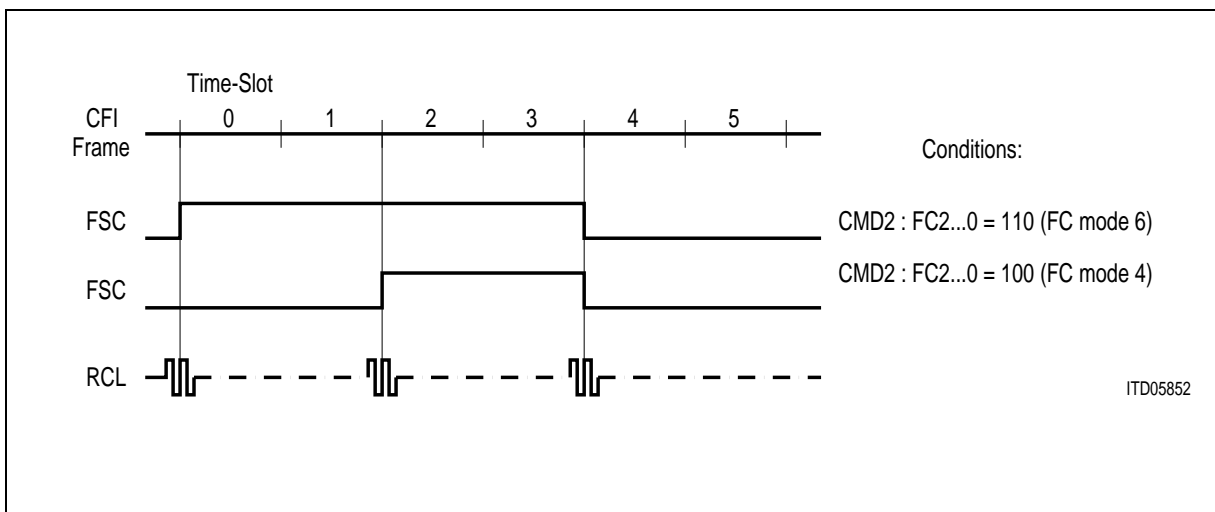 Time-Slot
CFI 0 1 2 3 4 5
Frame
Conditions:
FSC CMD2 : FC2...0 = 110 (FC mode 6)
FSC CMD2 : FC2...0 = 100 (FC mode 4)
RCL
ITD05852